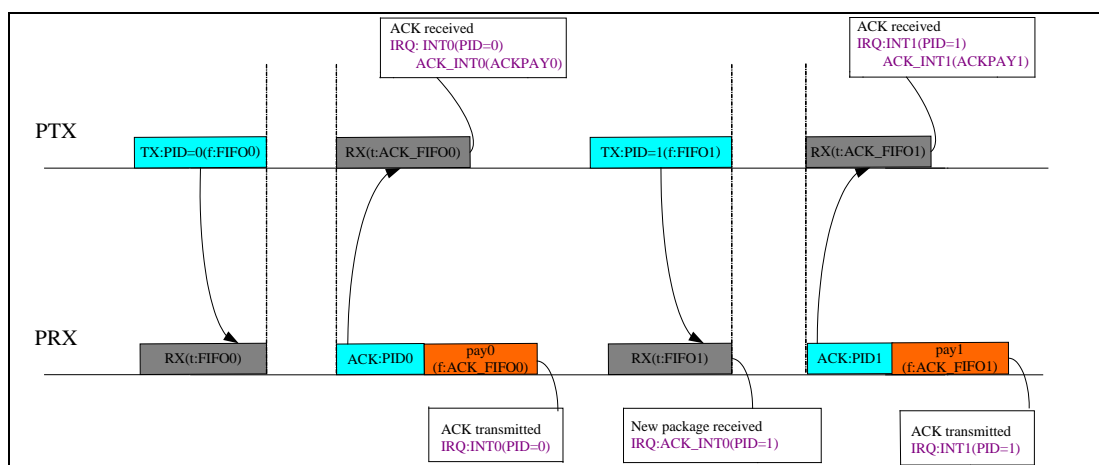 ACK received
IRQ: INT0(PID=0)
ACK_INT0(ACKPAY0)
ACK received
IRQ:INT1(PID=1)
ACK_INT1(ACKPAY1)
PTX
TX:PID=0(f:FIFO0)
RX(t:ACK_FIFO0)
TX:PID=1(f:FIFO1)
RX(t:ACK_FIFO1)
PRX
RX(t:FIFO0)
ACK:PID0
pay0
(f:ACK_FIFO0)
RX(t:FIFO1)
ACK:PID1
pay1
(f:ACK_FIFO1)
ACK transmitted
IRQ:INT0(PID=0)
New package received
IRQ:ACK_INT0(PID=1)
ACK transmitted
IRQ:INT1(PID=1)